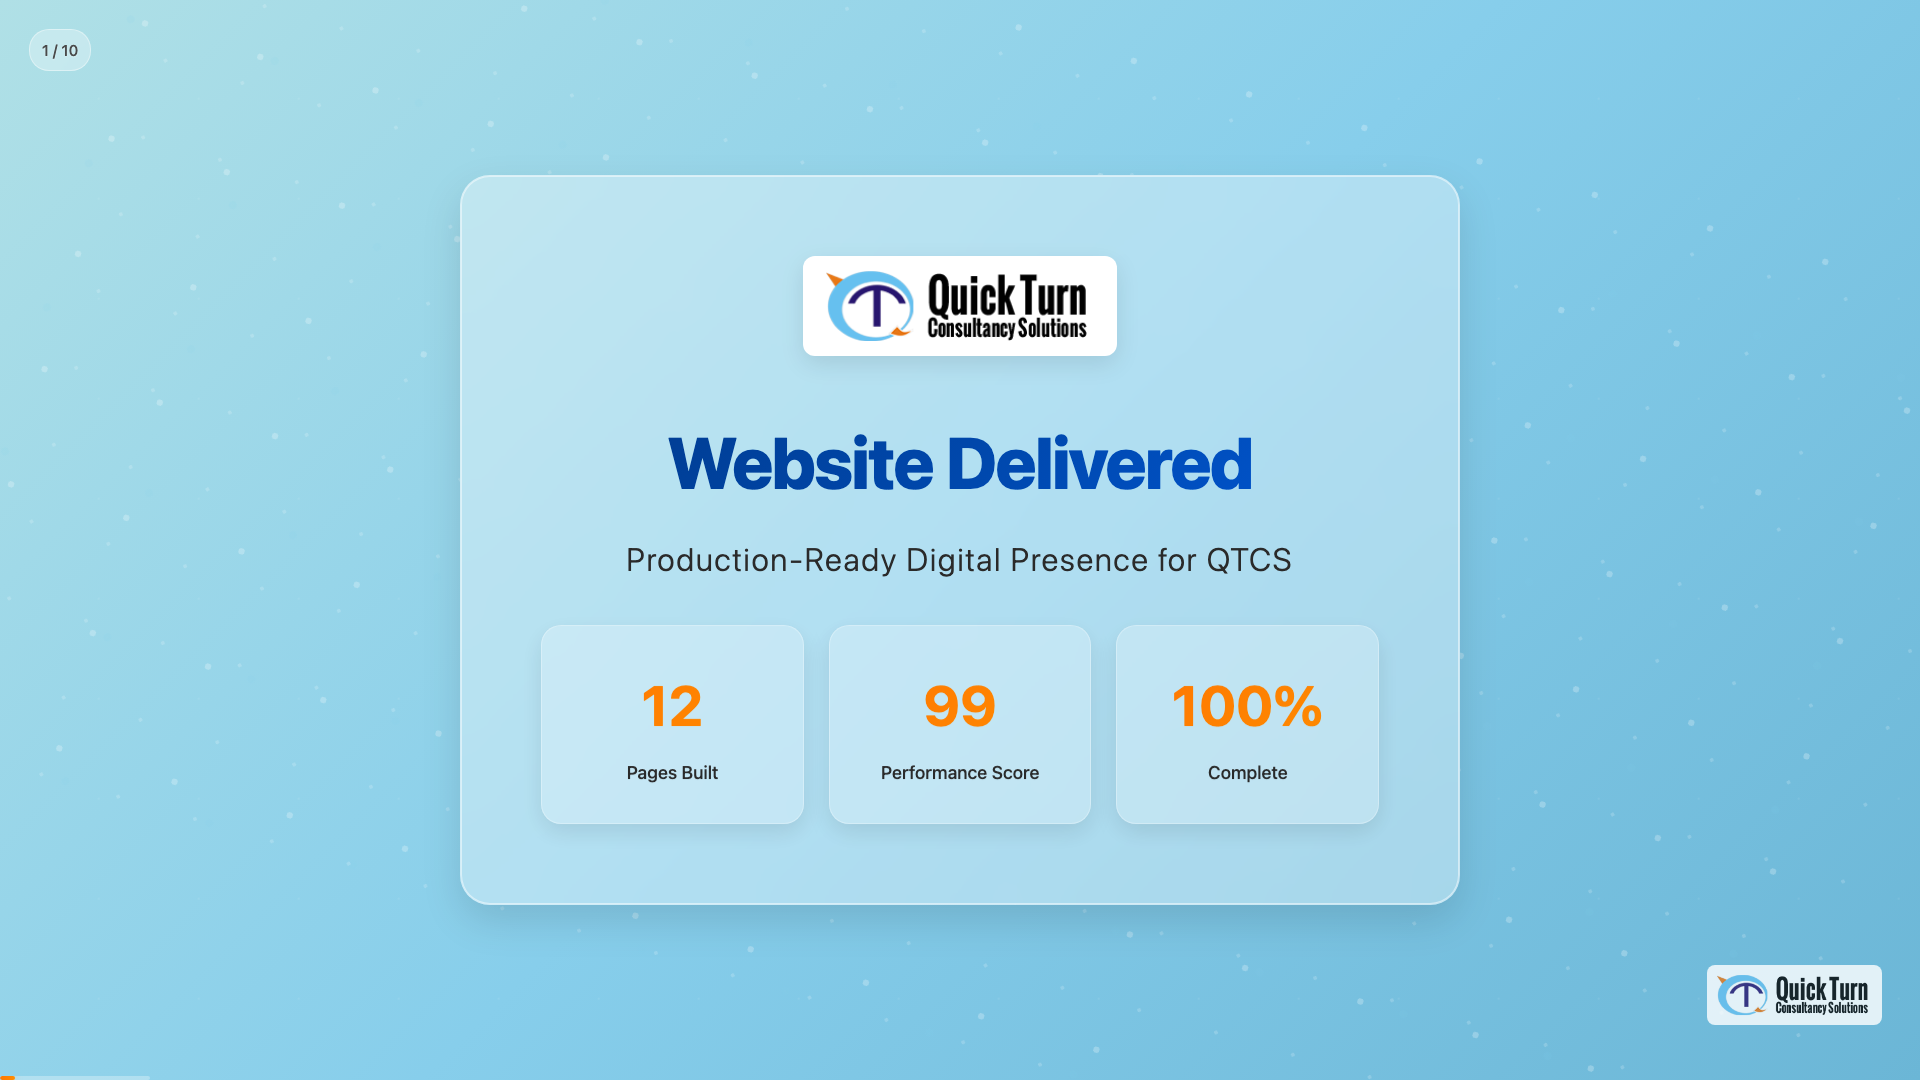 1 / 10
Quick Turn
Consultancy Solutions
Website Delivered
Production-Ready Digital Presence for QTCS
12
Pages Built
99
Performance Score
100%
Complete
Quick Turn
Consultancy Solutions